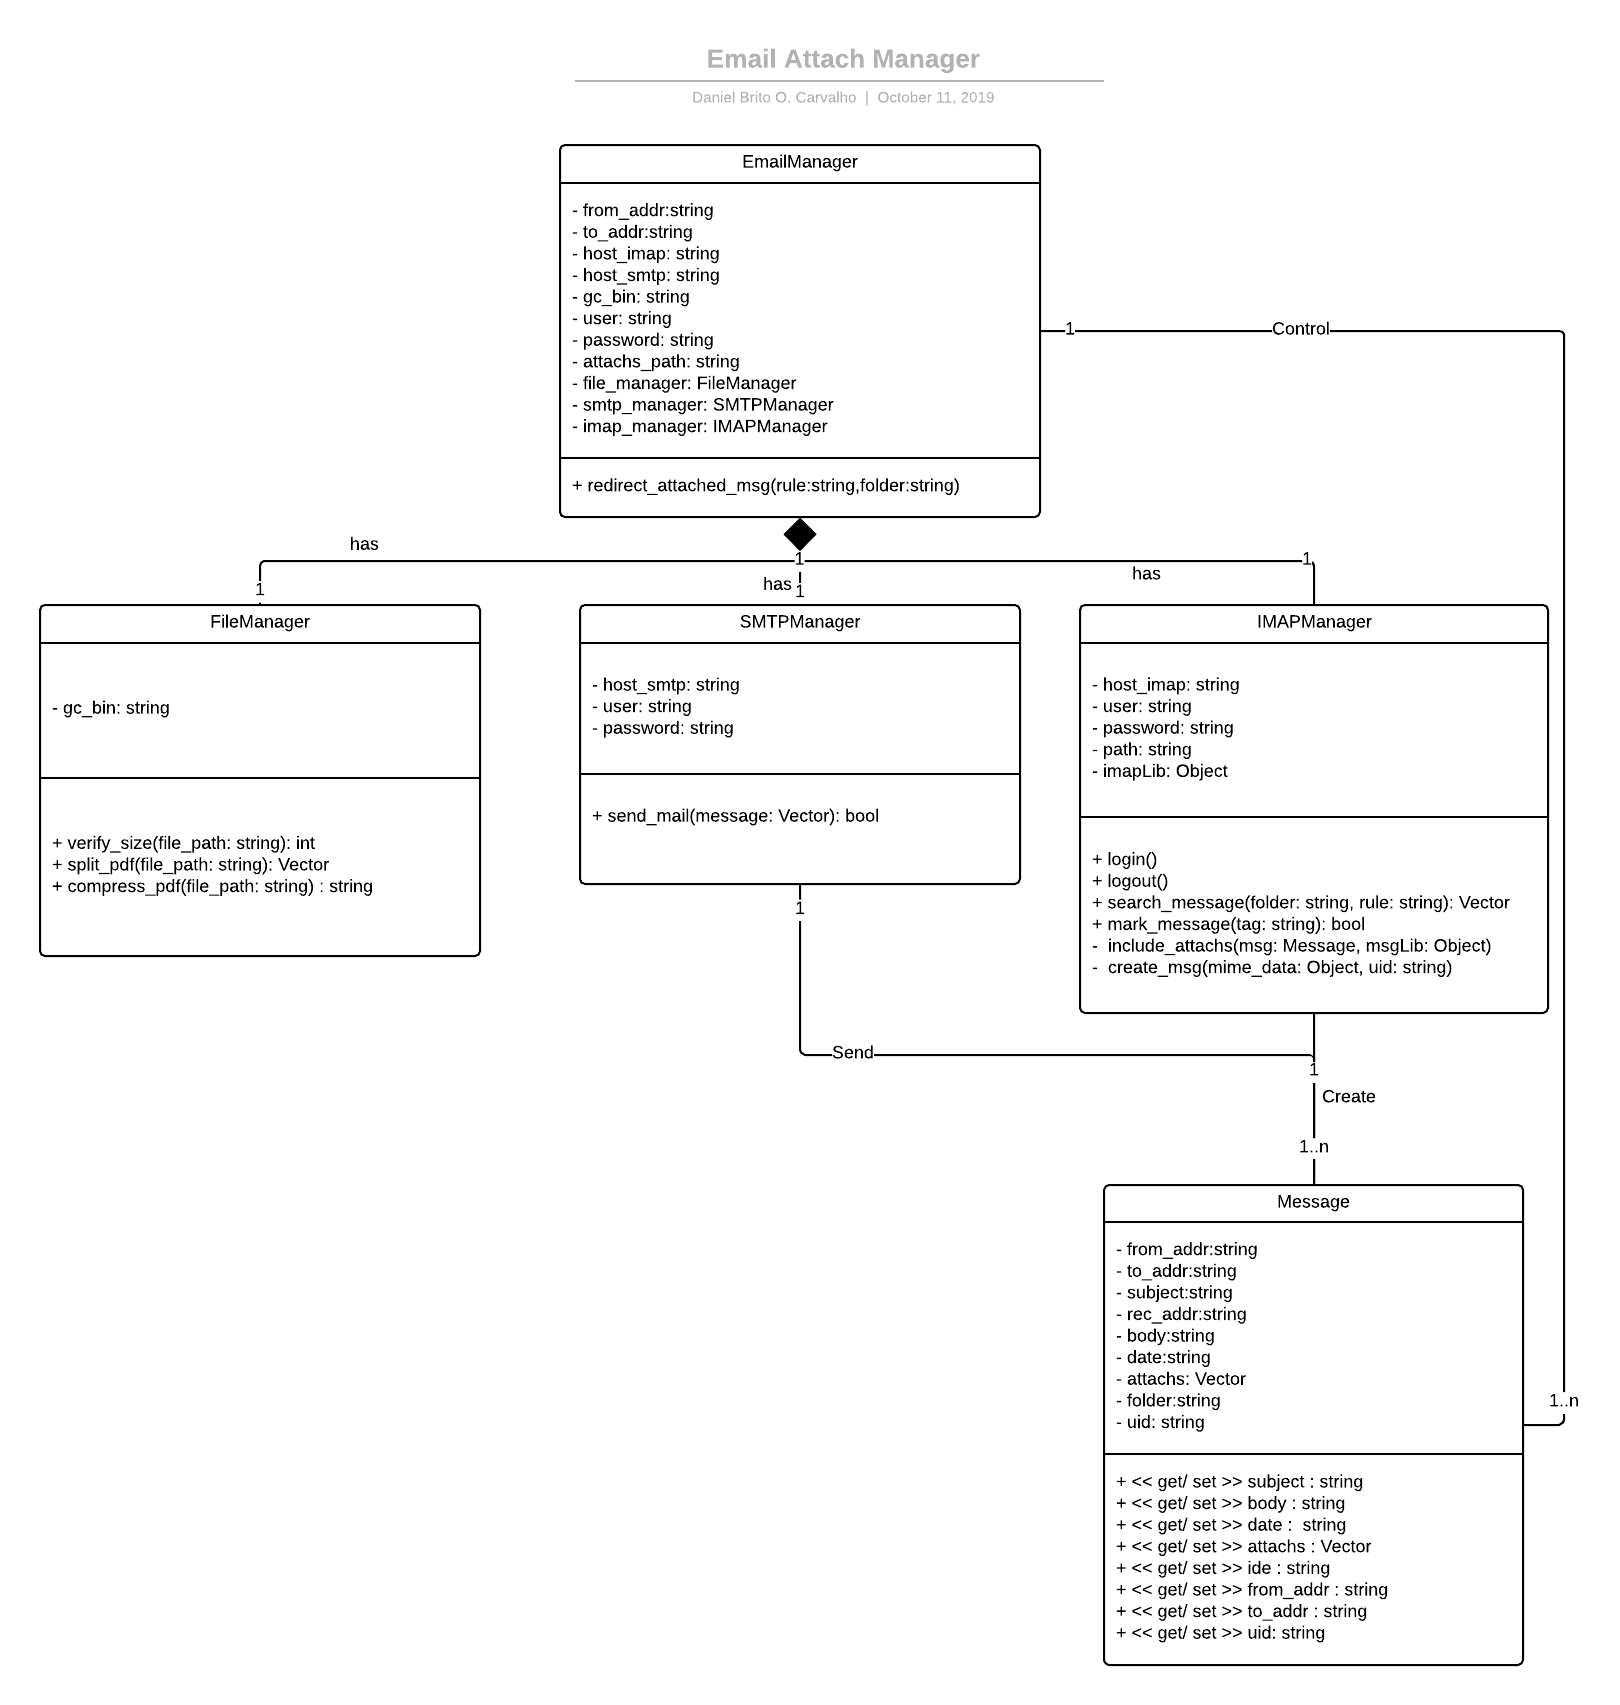 Email Attach Manager
Daniel Brito O. Carvalho | October 11, 2019
EmailManager
- from_addr:string
- to_addr:string
- host_imap: string
- host_smtp: string
- gc_bin: string
- user: string
- password: string
- attachs_path: string
- file_manager: FileManager
- smtp_manager: SMTPManager
- imap_manager: IMAPManager
+ redirect_attached_msg(rule:string,folder:string)
1
Control
has
1
1
has
1
has
1
FileManager
- gc_bin: string
+ verify_size(file_path: string): int
+ split_pdf(file_path: string): Vector
+ compress_pdf(file_path: string) : string
SMTPManager
- host_smtp: string
- user: string
- password: string
+ send_mail(message: Vector): bool
IMAPManager
- host_imap: string
- user: string
- password: string
- path: string
- imapLib: Object
+ login()
+ logout()
+ search_message(folder: string, rule: string): Vector
+ mark_message(tag: string): bool
- include_attachs(msg: Message, msgLib: Object)
- create_msg(mime_data: Object, uid: string)
1
Send
1
Create
1..n
Message
- from_addr:string
- to_addr:string
- subject:string
- rec_addr:string
- body:string
- date:string
- attachs: Vector
- folder:string
- uid: string
1..n
+ << get/ set >> subject : string
+ << get/ set >> body : string
+ << get/ set >> date :  string
+ << get/ set >> attachs : Vector
+ << get/ set >> ide : string
+ << get/ set >> from_addr : string
+ << get/ set >> to_addr : string
+ << get/ set >> uid: string